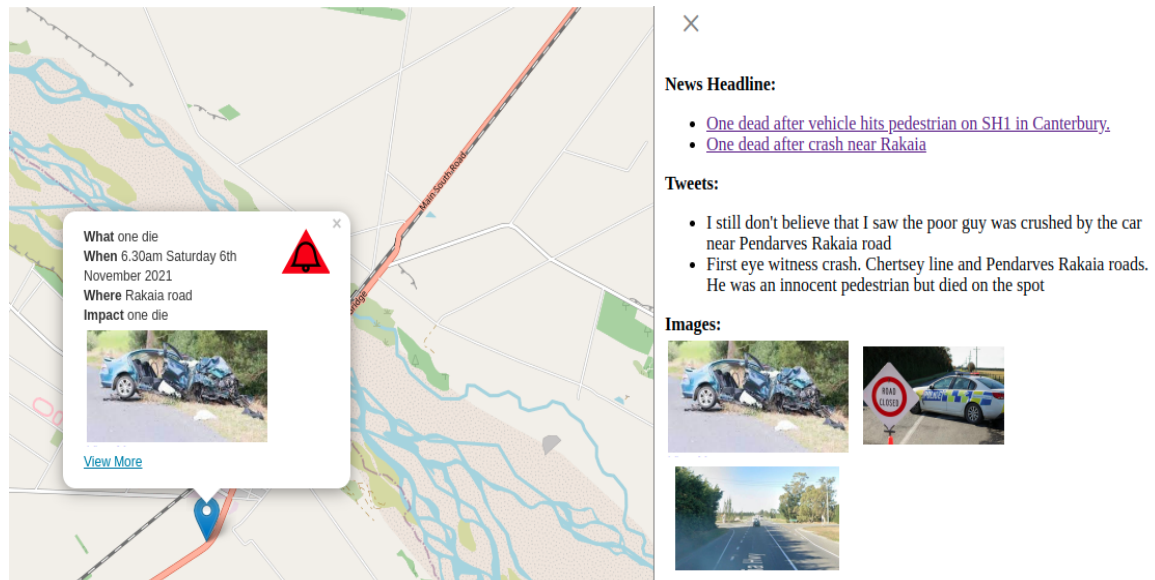 Main South Road
What one die
When 6.30am Saturday 6th
November 2021
Where Rakaia road
Impact one die
View More
×
News Headline:
One dead after vehicle hits pedestrian on SH1 in Canterbury.
One dead after crash near Rakaia
Tweets:
I still don't believe that I saw the poor guy was crushed by the car
near Pendarves Rakaia road
First eye witness crash. Chertsey line and Pendarves Rakaia roads.
He was an innocent pedestrian but died on the spot
Images:
ROAD
CLOSED